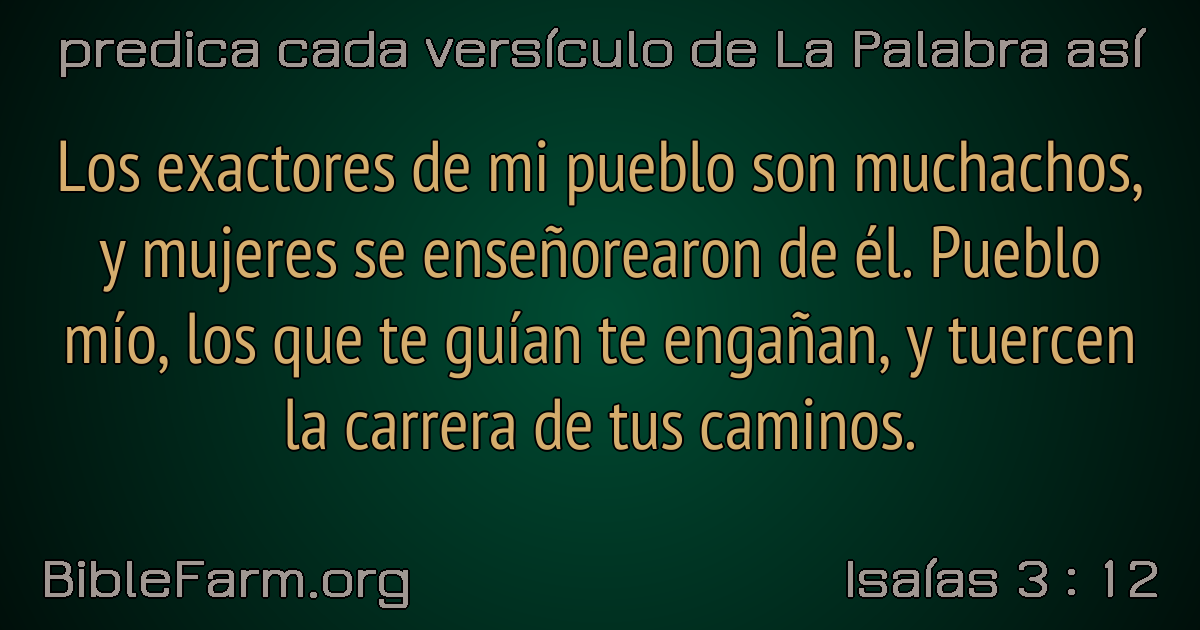 predica cada versículo de La Palabra así
Los exactores de mi pueblo son muchachos,
y mujeres se enseñorearon de él. Pueblo
mío, los que te guían te engañan, y tuercen
la carrera de tus caminos.
BibleFarm.org
Isaías 3 : 12